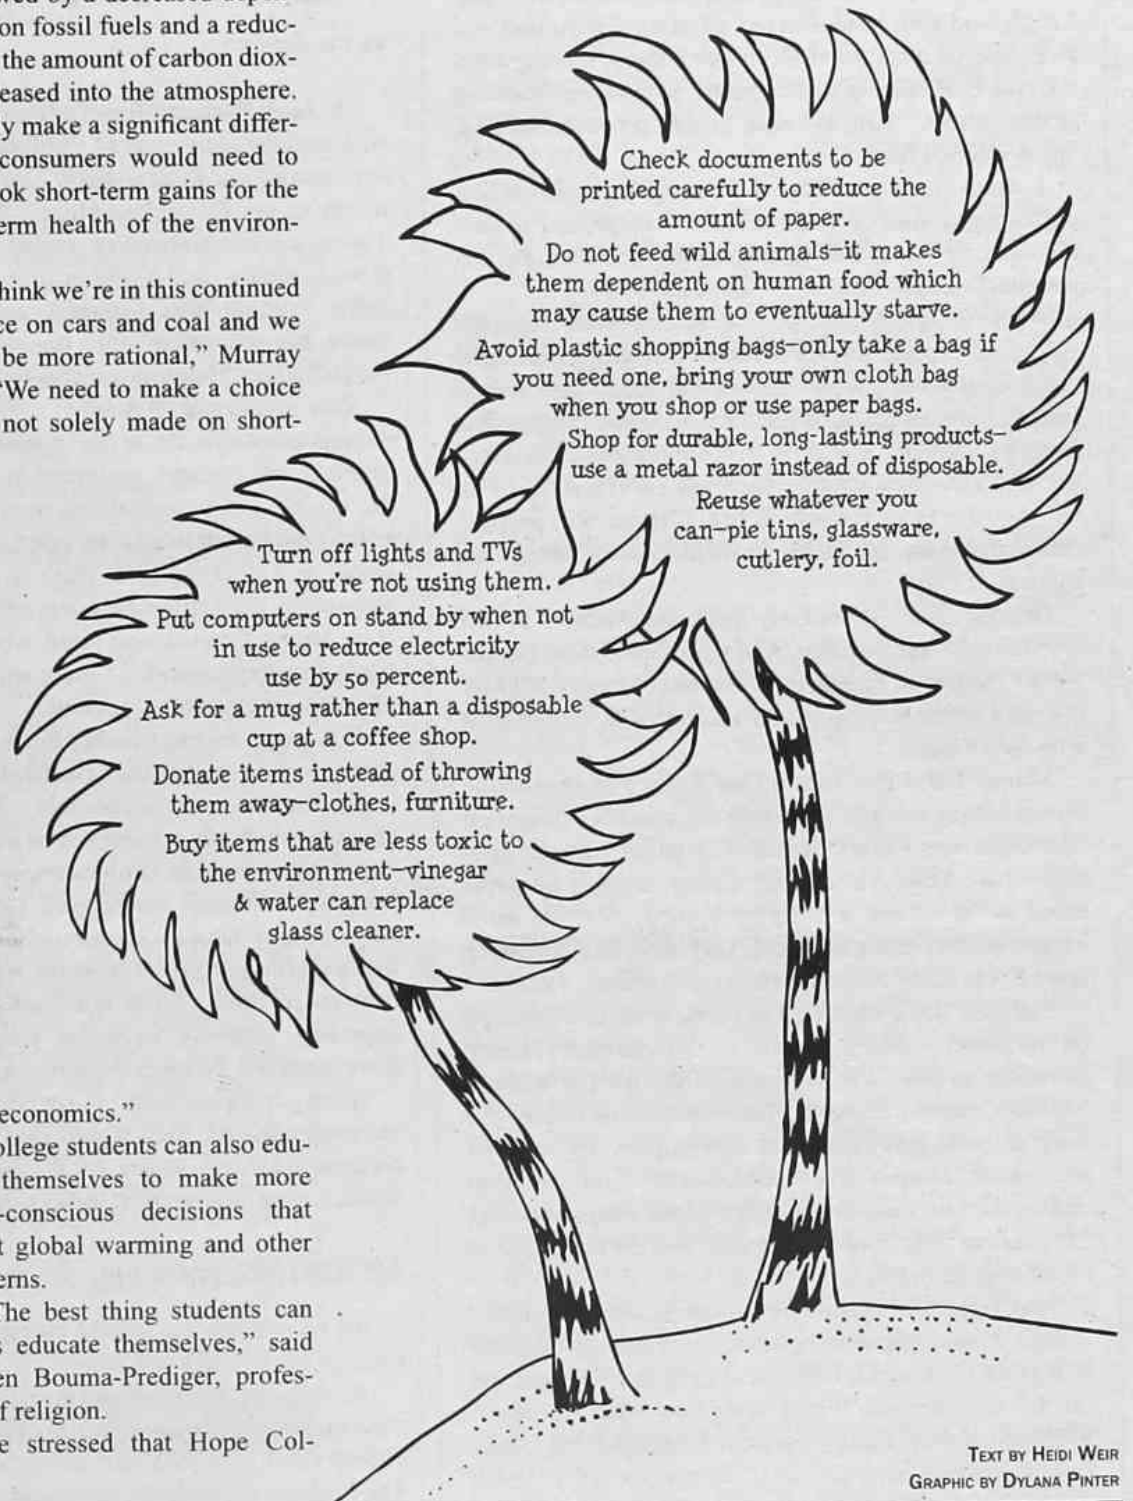 on fossil fuels and a reduc-
the amount of carbon diox-
eased into the atmosphere.
y make a significant differ-
consumers would need to
ok short-term gains for the
erm health of the environ-
hink we're in this continued
ce on cars and coal and we
be more rational,” Murray
“We need to make a choice
not solely made on short-
Check documents to be
printed carefully to reduce the
amount of paper.
Do not feed wild animals—it makes
them dependent on human food which
may cause them to eventually starve.
Avoid plastic shopping bags—only take a bag if
you need one, bring your own cloth bag
when you shop or use paper bags.
Shop for durable, long-lasting products—
use a metal razor instead of disposable.
Reuse whatever you
can—pie tins, glassware,
cutlery, foil.
Turn off lights and TVs
when you're not using them.
Put computers on stand by when not
in use to reduce electricity
use by 50 percent.
Ask for a mug rather than a disposable
cup at a coffee shop.
Donate items instead of throwing
them away—clothes, furniture.
Buy items that are less toxic to
the environment—vinegar
& water can replace
glass cleaner.
economics.”
ollege students can also edu-
themselves to make more
-conscious decisions that
t global warming and other
erns.
The best thing students can
s educate themselves,” said
en Bouma-Prediger, profes-
f religion.
e stressed that Hope Col-
TEXT BY HEIDI WEIR
GRAPHIC BY DYLANA PINTER